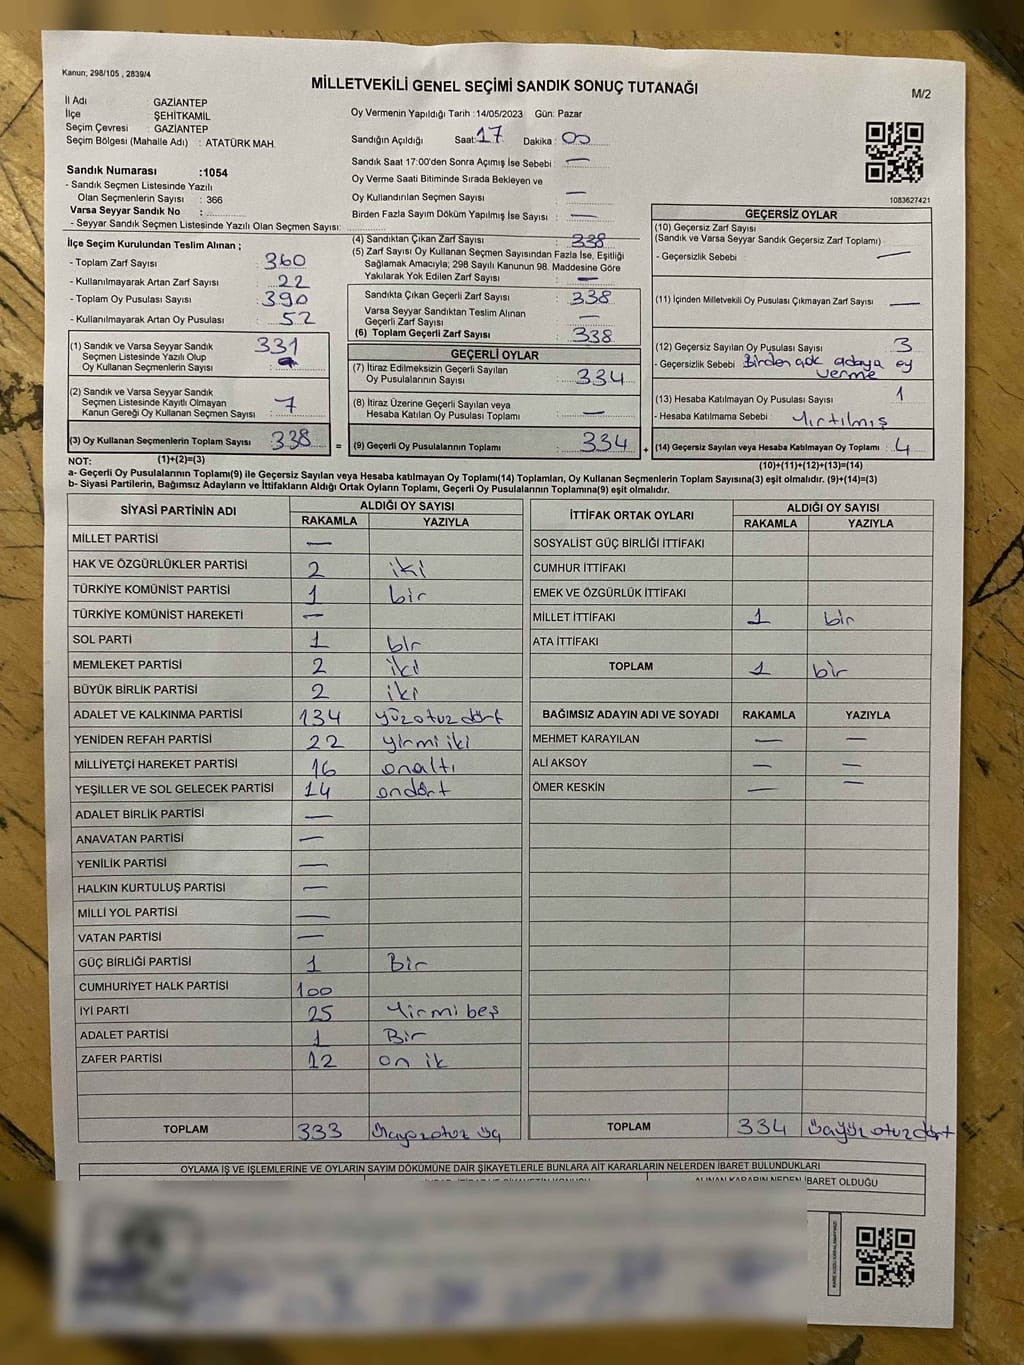 Kanun; 298/105 , 2839/4
MİLLETVEKİLİ GENEL SEÇİMİ SANDIK SONUÇ TUTANAĞI
M/2
İl Adı : GAZİANTEP
İlçe : ŞEHİTKAMİL
Seçim Çevresi : GAZİANTEP
Seçim Bölgesi (Mahalle Adı) : ATATÜRK MAH.
Oy Vermenin Yapıldığı Tarih : 14/05/2023 Gün: Pazar
Sandığın Açıldığı Saat: 17 Dakika : 00
Sandık Saat 17:00'den Sonra Açımış İse Sebebi : —
Oy Verme Saati Bitiminde Sırada Bekleyen ve
Oy Kullandırılan Seçmen Sayısı : —
Birden Fazla Sayım Döküm Yapılmış İse Sayısı : —
Sandık Numarası :1054
- Sandık Seçmen Listesinde Yazılı
Olan Seçmenlerin Sayısı : 366
Varsa Seyyar Sandık No :
- Seyyar Sandık Seçmen Listesinde Yazılı Olan Seçmen Sayısı:
1083627421
İlçe Seçim Kurulundan Teslim Alınan ;
- Toplam Zarf Sayısı : 360
- Kullanılmayarak Artan Zarf Sayısı : 22
- Toplam Oy Pusulası Sayısı : 390
- Kullanılmayarak Artan Oy Pusulası : 52
(1) Sandık ve Varsa Seyyar Sandık 331
Seçmen Listesinde Yazılı Olup
Oy Kullanan Seçmenlerin Sayısı :
(2) Sandık ve Varsa Seyyar Sandık
Seçmen Listesinde Kayıtlı Olmayan
Kanun Gereği Oy Kullanan Seçmen Sayısı : 7
(3) Oy Kullanan Seçmenlerin Toplam Sayısı : 338 =
(1)+(2)=(3)
(4) Sandıktan Çıkan Zarf Sayısı : 338
(5) Zarf Sayısı Oy Kullanan Seçmen Sayısından Fazla İse, Eşitliği
Sağlamak Amacıyla; 298 Sayılı Kanunun 98. Maddesine Göre
Yakılarak Yok Edilen Zarf Sayısı : —
Sandıkta Çıkan Geçerli Zarf Sayısı : 338
Varsa Seyyar Sandıktan Teslim Alınan
Geçerli Zarf Sayısı : —
(6) Toplam Geçerli Zarf Sayısı : 338
GEÇERLİ OYLAR
(7) İtiraz Edilmeksizin Geçerli Sayılan
Oy Pusulalarının Sayısı : 334
(8) İtiraz Üzerine Geçerli Sayılan veya
Hesaba Katılan Oy Pusulası Toplamı : —
(9) Geçerli Oy Pusulalarının Toplamı : 334 +
GEÇERSİZ OYLAR
(10) Geçersiz Zarf Sayısı
(Sandık ve Varsa Seyyar Sandık Geçersiz Zarf Toplamı)
- Geçersizlik Sebebi : —
(11) İçinden Milletvekili Oy Pusulası Çıkmayan Zarf Sayısı : —
(12) Geçersiz Sayılan Oy Pusulası Sayısı : 3
- Geçersizlik Sebebi : Birden çok adaya oy
verme
(13) Hesaba Katılmayan Oy Pusulası Sayısı : 1
- Hesaba Katılmama Sebebi : Yırtılmış
(14) Geçersiz Sayılan veya Hesaba Katılmayan Oy Toplamı : 4
(10)+(11)+(12)+(13)=(14)
NOT:
a- Geçerli Oy Pusulalarının Toplamı(9) ile Geçersiz Sayılan veya Hesaba katılmayan Oy Toplamı(14) Toplamları, Oy Kullanan Seçmenlerin Toplam Sayısına(3) eşit olmalıdır. (9)+(14)=(3)
b- Siyasi Partilerin, Bağımsız Adayların ve İttifakların Aldığı Ortak Oyların Toplamı, Geçerli Oy Pusulalarının Toplamına(9) eşit olmalıdır.
SİYASİ PARTİNİN ADI ALDIĞI OY SAYISI
RAKAMLA YAZIYLA
MİLLET PARTİSİ —
HAK VE ÖZGÜRLÜKLER PARTİSİ 2 iki
TÜRKİYE KOMÜNİST PARTİSİ 1 bir
TÜRKİYE KOMÜNİST HAREKETİ —
SOL PARTİ 1 bir
MEMLEKET PARTİSİ 2 iki
BÜYÜK BİRLİK PARTİSİ 2 iki
ADALET VE KALKINMA PARTİSİ 134 yüzotuzdört
YENİDEN REFAH PARTİSİ 22 yirmi iki
MİLLİYETÇİ HAREKET PARTİSİ 16 onaltı
YEŞİLLER VE SOL GELECEK PARTİSİ 14 ondört
ADALET BİRLİK PARTİSİ —
ANAVATAN PARTİSİ —
YENİLİK PARTİSİ —
HALKIN KURTULUŞ PARTİSİ —
MİLLİ YOL PARTİSİ —
VATAN PARTİSİ —
GÜÇ BİRLİĞİ PARTİSİ 1 Bir
CUMHURİYET HALK PARTİSİ 100
İYİ PARTİ 25 Yirmi beş
ADALET PARTİSİ 1 Bir
ZAFER PARTİSİ 12 on ik
TOPLAM 333 üçyüzotuz üç
İTTİFAK ORTAK OYLARI ALDIĞI OY SAYISI
RAKAMLA YAZIYLA
SOSYALİST GÜÇ BİRLİĞİ İTTİFAKI
CUMHUR İTTİFAKI
EMEK VE ÖZGÜRLÜK İTTİFAKI
MİLLET İTTİFAKI 1 bir
ATA İTTİFAKI
TOPLAM 1 bir
BAĞIMSIZ ADAYIN ADI VE SOYADI RAKAMLA YAZIYLA
MEHMET KARAYILAN — —
ALİ AKSOY — —
ÖMER KESKİN — —
TOPLAM 334 üçyüz otuzdört
OYLAMA İŞ VE İŞLEMLERİNE VE OYLARIN SAYIM DÖKÜMÜNE DAİR ŞİKAYETLERLE BUNLARA AİT KARARLARIN NELERDEN İBARET BULUNDUKLARI
ALINAN KARARIN NEDEN İBARET OLDUĞU